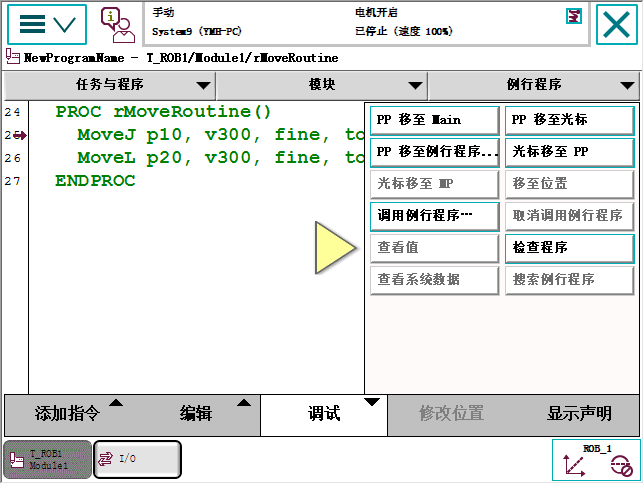 手动
电机开启
System9 (YMH-PC)
已停止 (速度 100%)
NewProgramName - T_ROB1/Module1/rMoveRoutine
任务与程序
模块
例行程序
24 PROC rMoveRoutine()
MoveJ p10, v300, fine, to
26 MoveL p20, v300, fine, to
27 ENDPROC
PP 移至 Main
PP 移至光标
PP 移至例行程序...
光标移至 PP
光标移至 MP
移至位置
调用例行程序…
取消调用例行程序
查看值
检查程序
查看系统数据
搜索例行程序
添加指令
编辑
调试
修改位置
显示声明
T_ROB1
Module1
I/O
ROB_1